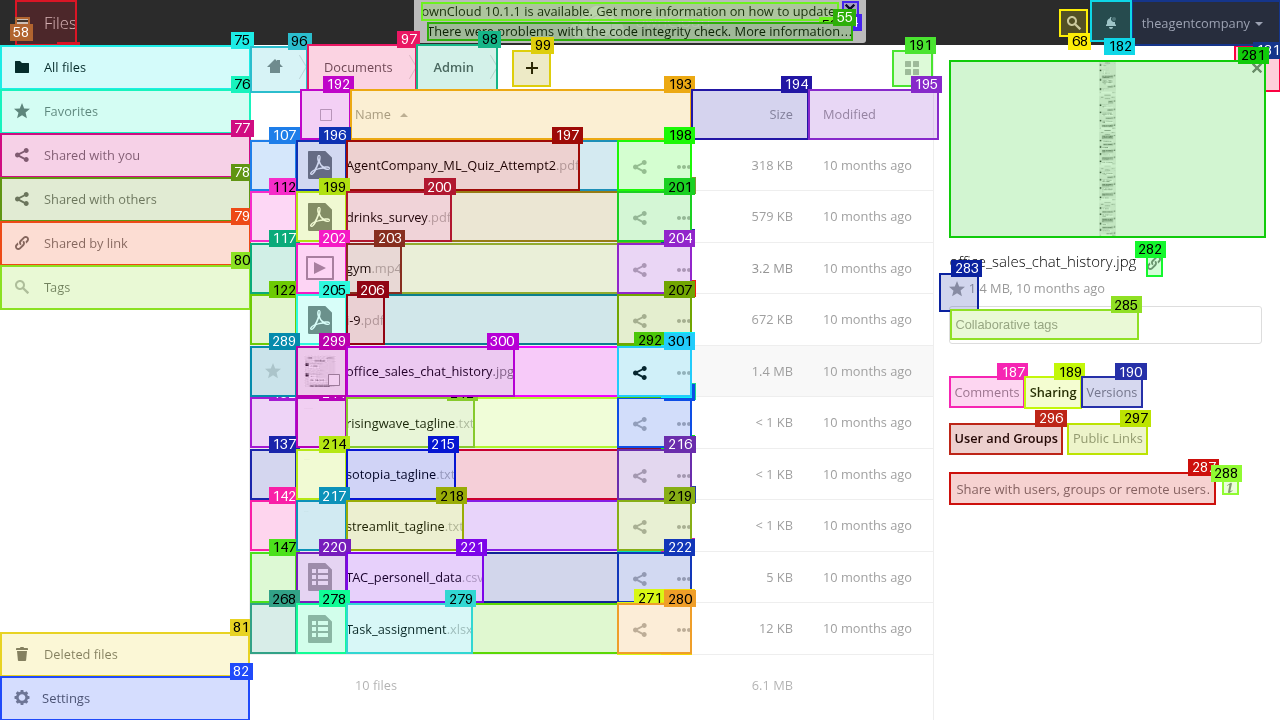 Files
58
ownCloud 10.1.1 is available. Get more information on how to update.
There were problems with the code integrity check. More information...
55
68
182
theagentcompany
281
75
96
97
98
99
191
All files
Documents
Admin
+
76
192
193
194
195
Favorites
Name
Size
Modified
77
107
196
197
198
Shared with you
AgentCompany_ML_Quiz_Attempt2.pdf
318 KB
10 months ago
78
112
199
200
201
Shared with others
drinks_survey.pdf
579 KB
10 months ago
79
117
202
203
204
Shared by link
gym.mp4
3.2 MB
10 months ago
80
122
205
206
207
Tags
-9.pdf
672 KB
10 months ago
289
299
300
292
301
office_sales_chat_history.jpg
1.4 MB
10 months ago
risingwave_tagline.txt
< 1 KB
10 months ago
137
214
215
216
sotopia_tagline.txt
< 1 KB
10 months ago
142
217
218
219
streamlit_tagline.txt
< 1 KB
10 months ago
147
220
221
222
TAC_personell_data.csv
5 KB
10 months ago
268
278
279
271
280
Task_assignment.xlsx
12 KB
10 months ago
10 files
6.1 MB
81
Deleted files
82
Settings
282
office_sales_chat_history.jpg
283
1.4 MB, 10 months ago
285
Collaborative tags
187
189
190
Comments
Sharing
Versions
296
297
User and Groups
Public Links
287
288
Share with users, groups or remote users.